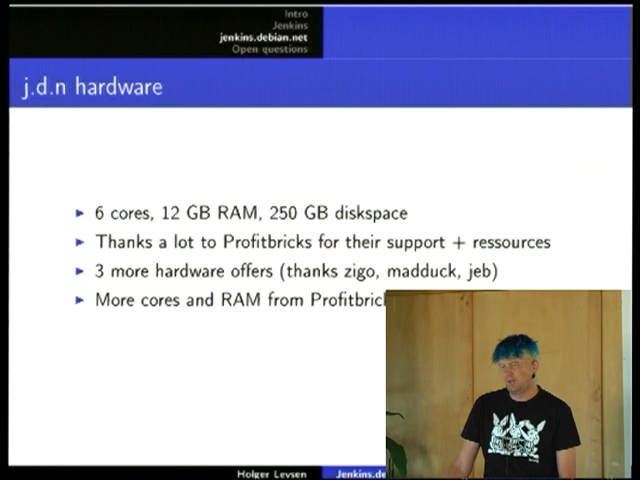 Intro
Jenkins
jenkins.debian.net
Open questions
j.d.n hardware
6 cores, 12 GB RAM, 250 GB diskspace
Thanks a lot to Profitbricks for their support + ressources
3 more hardware offers (thanks zigo, madduck, jeb)
More cores and RAM from Profitbric
Holger Levsen
Jenkins.de